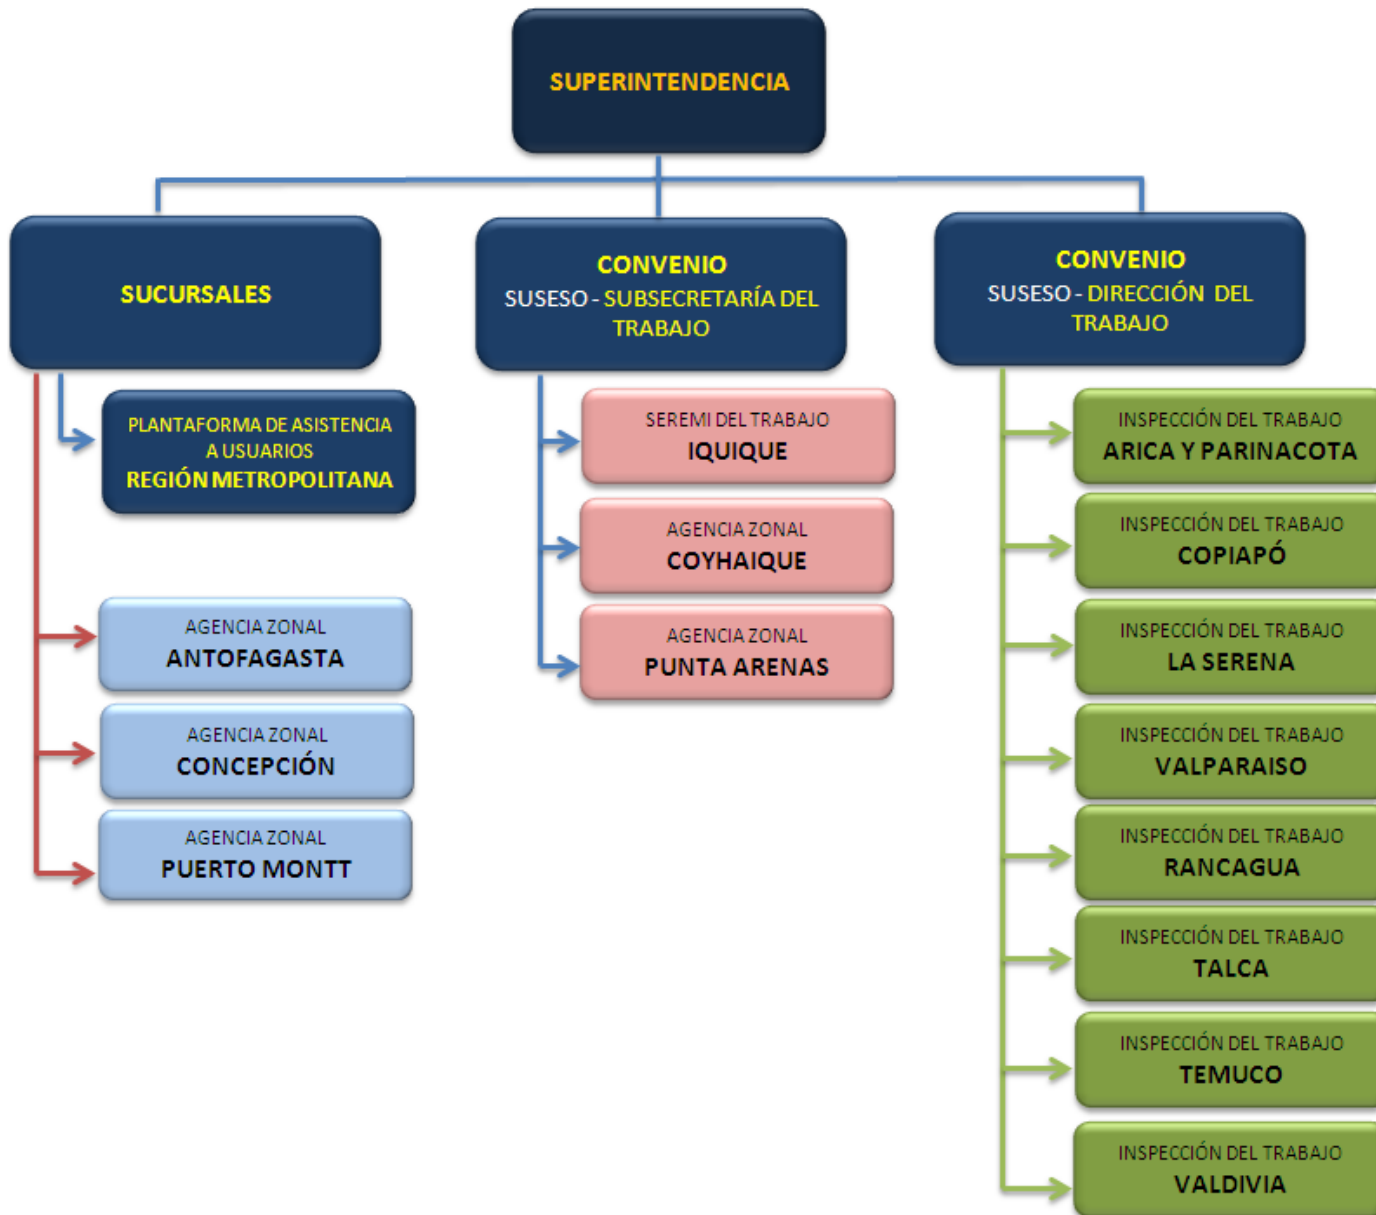 SUPERINTENDENCIA
SUCURSALES
PLANTAFORMA DE ASISTENCIA
A USUARIOS
REGIÓN METROPOLITANA
AGENCIA ZONAL
ANTOFAGASTA
AGENCIA ZONAL
CONCEPCIÓN
AGENCIA ZONAL
PUERTO MONTT
CONVENIO
SUSESO - SUBSECRETARÍA DEL
TRABAJO
SEREMI DEL TRABAJO
IQUIQUE
AGENCIA ZONAL
COYHAIQUE
AGENCIA ZONAL
PUNTA ARENAS
CONVENIO
SUSESO - DIRECCIÓN DEL
TRABAJO
INSPECCIÓN DEL TRABAJO
ARICA Y PARINACOTA
INSPECCIÓN DEL TRABAJO
COPIAPÓ
INSPECCIÓN DEL TRABAJO
LA SERENA
INSPECCIÓN DEL TRABAJO
VALPARAISO
INSPECCIÓN DEL TRABAJO
RANCAGUA
INSPECCIÓN DEL TRABAJO
TALCA
INSPECCIÓN DEL TRABAJO
TEMUCO
INSPECCIÓN DEL TRABAJO
VALDIVIA